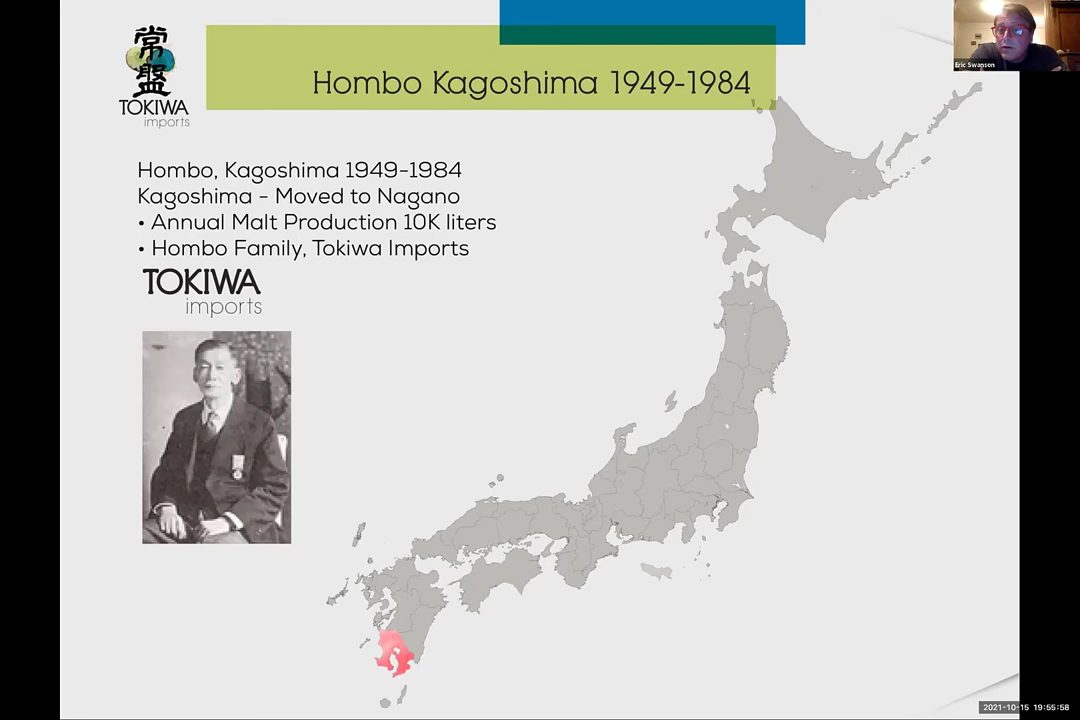 常盤
TOKIWA
imports
Hombo Kagoshima 1949-1984
Eric Swanson
Hombo, Kagoshima 1949-1984
Kagoshima - Moved to Nagano
• Annual Malt Production 10K liters
• Hombo Family, Tokiwa Imports
TOKIWA
imports
2021-10-15 19:55:58